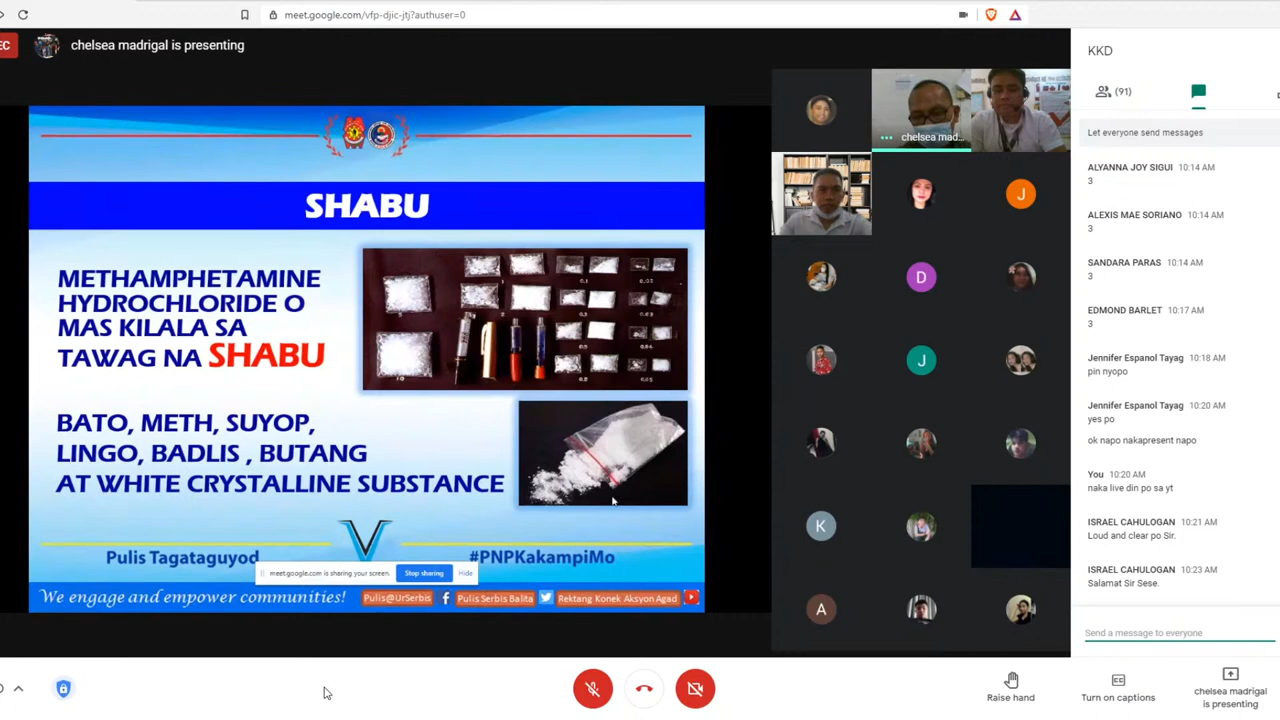 meet.google.com/vfp-djic-jtj?authuser=0
EC
chelsea madrigal is presenting
SHABU
METHAMPHETAMINE
HYDROCHLORIDE O
MAS KILALA SA
TAWAG NA SHABU
BATO, METH, SUYOP,
LINGO, BADLIS , BUTANG
AT WHITE CRYSTALLINE SUBSTANCE
Pulis Tagataguyod
#PNPKakampiMo
meet.google.com is sharing your screen.
Stop sharing
Hide
We engage and empower communities!
Pulis@UrSerbis
Pulis Serbis Balita
Rektang Konek Aksyon Agad
chelsea mad...
J
D
J
K
A
KKD
(91)
Let everyone send messages
ALYANNA JOY SIGUI 10:14 AM
3
ALEXIS MAE SORIANO 10:14 AM
3
SANDARA PARAS 10:14 AM
3
EDMOND BARLET 10:17 AM
3
Jennifer Espanol Tayag 10:18 AM
pin nyopo
Jennifer Espanol Tayag 10:20 AM
yes po
ok napo nakapresent napo
You 10:20 AM
naka live din po sa yt
ISRAEL CAHULOGAN 10:21 AM
Loud and clear po Sir.
ISRAEL CAHULOGAN 10:23 AM
Salamat Sir Sese.
Send a message to everyone
Raise hand
Turn on captions
chelsea madrigal
is presenting